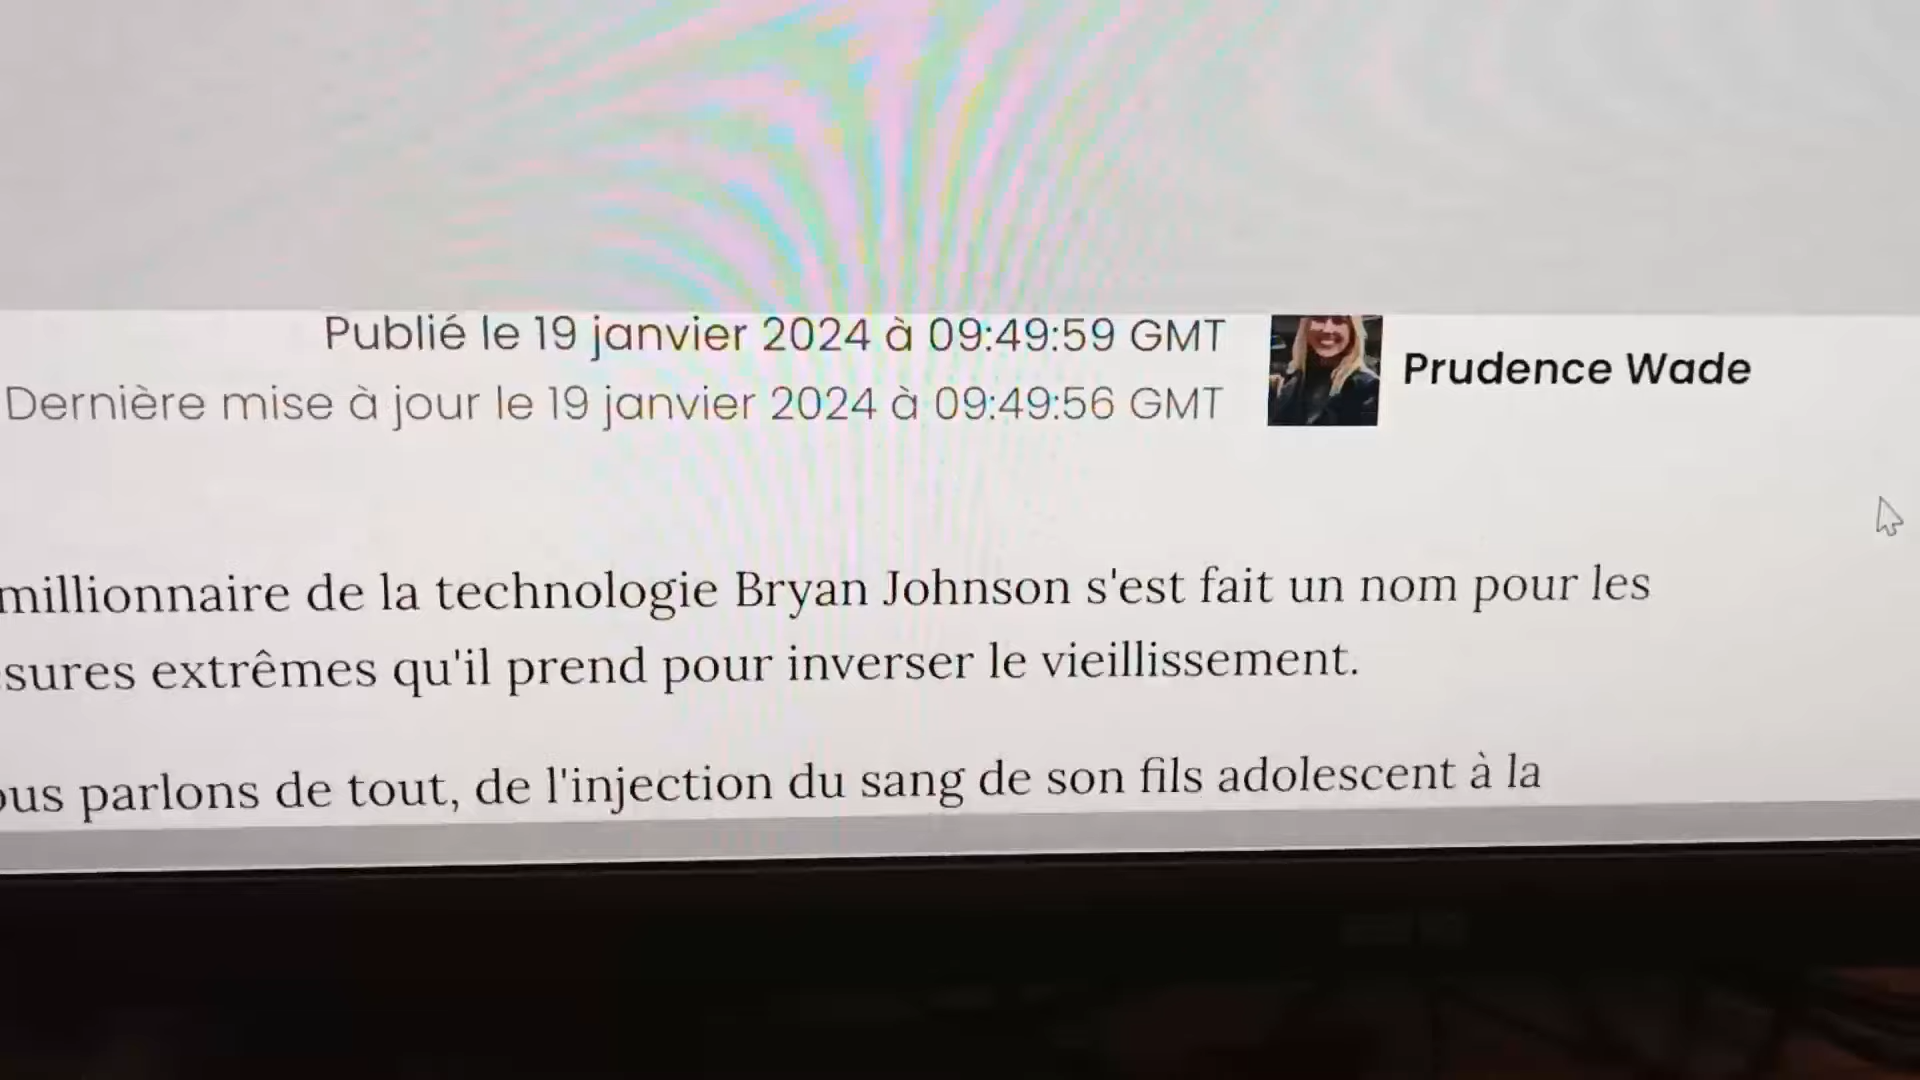 Publié le 19 janvier 2024 à 09:49:59 GMT
Dernière mise à jour le 19 janvier 2024 à 09:49:56 GMT
Prudence Wade
millionnaire de la technologie Bryan Johnson s'est fait un nom pour les
sures extrêmes qu'il prend pour inverser le vieillissement.
ous parlons de tout, de l'injection du sang de son fils adolescent à la